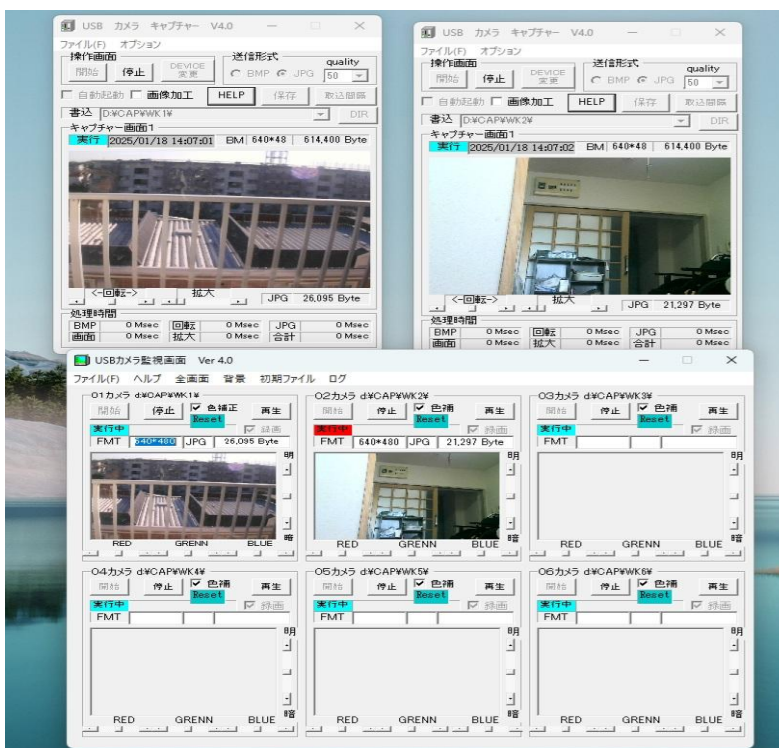 USB カメラ キャプチャー V4.0
ファイル(F) オプション
操作画面
開始 停止 DEVICE 変更
送信形式
BMP JPG
quality
50
自動起動 画像加工 HELP 保存 取込間隔
書込 D:¥CAP¥WK1¥ DIR
キャプチャー画面1
実行 2025/01/18 14:07:01 BM 640*48 614,400 Byte
<-回転-> 拡大 JPG 26,095 Byte
処理時間
BMP 0 Msec 回転 0 Msec JPG 0 Msec
画面 0 Msec 拡大 0 Msec 合計 0 Msec
USB カメラ キャプチャー V4.0
ファイル(F) オプション
操作画面
開始 停止 DEVICE 変更
送信形式
BMP JPG
quality
50
自動起動 画像加工 HELP 保存 取込間隔
書込 D:¥CAP¥WK2¥ DIR
キャプチャー画面1
実行 2025/01/18 14:07:02 BM 640*48 614,400 Byte
<-回転-> 拡大 JPG 21,297 Byte
処理時間
BMP 0 Msec 回転 0 Msec JPG 0 Msec
画面 0 Msec 拡大 0 Msec 合計 0 Msec
USBカメラ監視画面 Ver 4.0
ファイル(F) ヘルプ 全画面 背景 初期ファイル ログ
01カメラ d:¥CAP¥WK1¥
開始 停止 色補正 再生
Reset
実行中 録画
FMT 640*480 JPG 26,095 Byte
明
暗
RED GRENN BLUE
02カメラ d:¥CAP¥WK2¥
開始 停止 色補 再生
Reset
実行中 録画
FMT 640*480 JPG 21,297 Byte
明
暗
RED GRENN BLUE
03カメラ d:¥CAP¥WK3¥
開始 停止 色補 再生
Reset
実行中 録画
FMT
明
暗
RED GRENN BLUE
04カメラ d:¥CAP¥WK4¥
開始 停止 色補 再生
Reset
実行中 録画
FMT
明
暗
RED GRENN BLUE
05カメラ d:¥CAP¥WK5¥
開始 停止 色補 再生
Reset
実行中 録画
FMT
明
暗
RED GRENN BLUE
06カメラ d:¥CAP¥WK6¥
開始 停止 色補 再生
Reset
実行中 録画
FMT
明
暗
RED GRENN BLUE